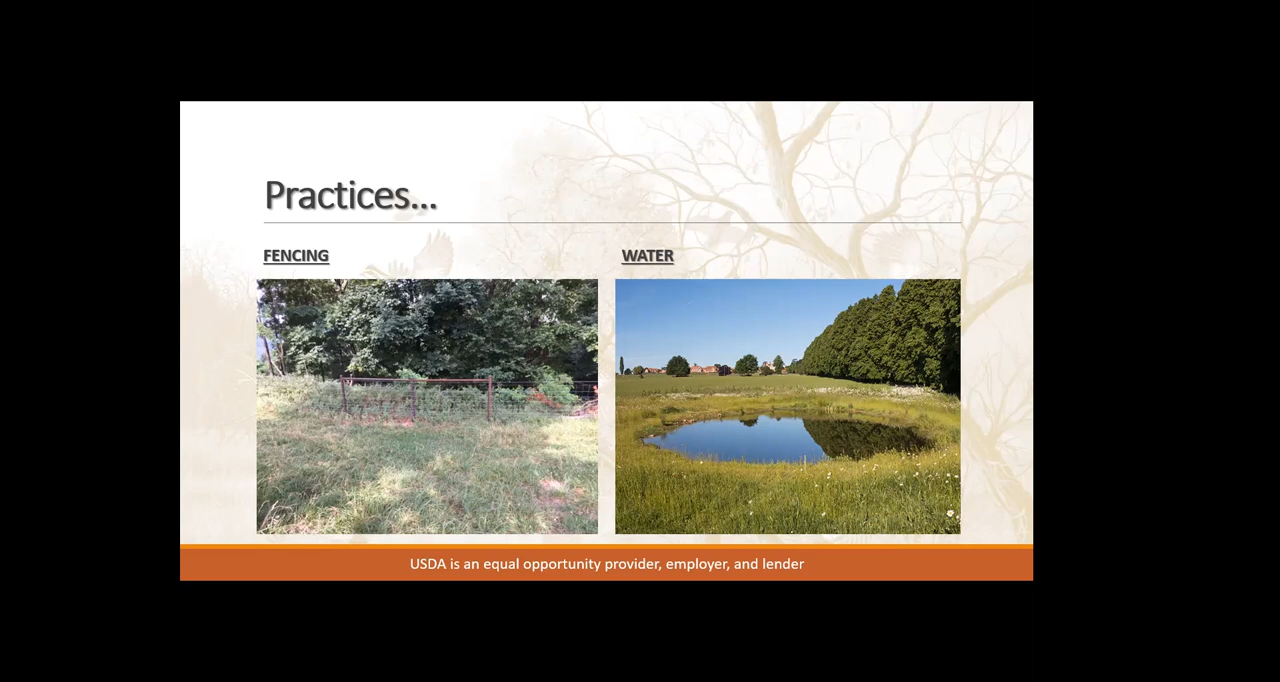 Practices...
FENCING
WATER
USDA is an equal opportunity provider, employer, and lender